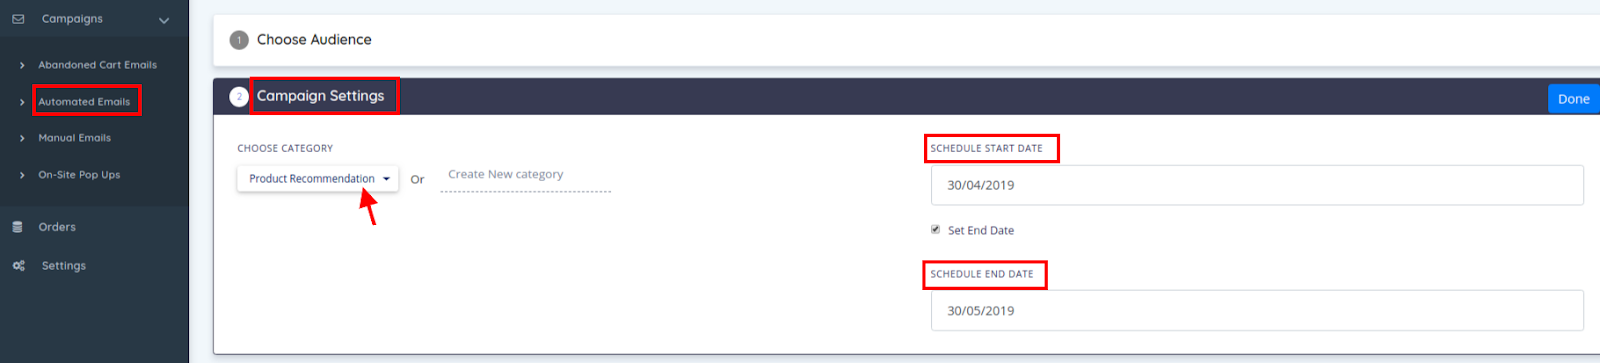 Campaigns
Abandoned Cart Emails
Automated Emails
Manual Emails
On-Site Pop Ups
Orders
Settings
1 Choose Audience
2 Campaign Settings
Done
CHOOSE CATEGORY
Product Recommendation Or Create New category
SCHEDULE START DATE
30/04/2019
Set End Date
SCHEDULE END DATE
30/05/2019